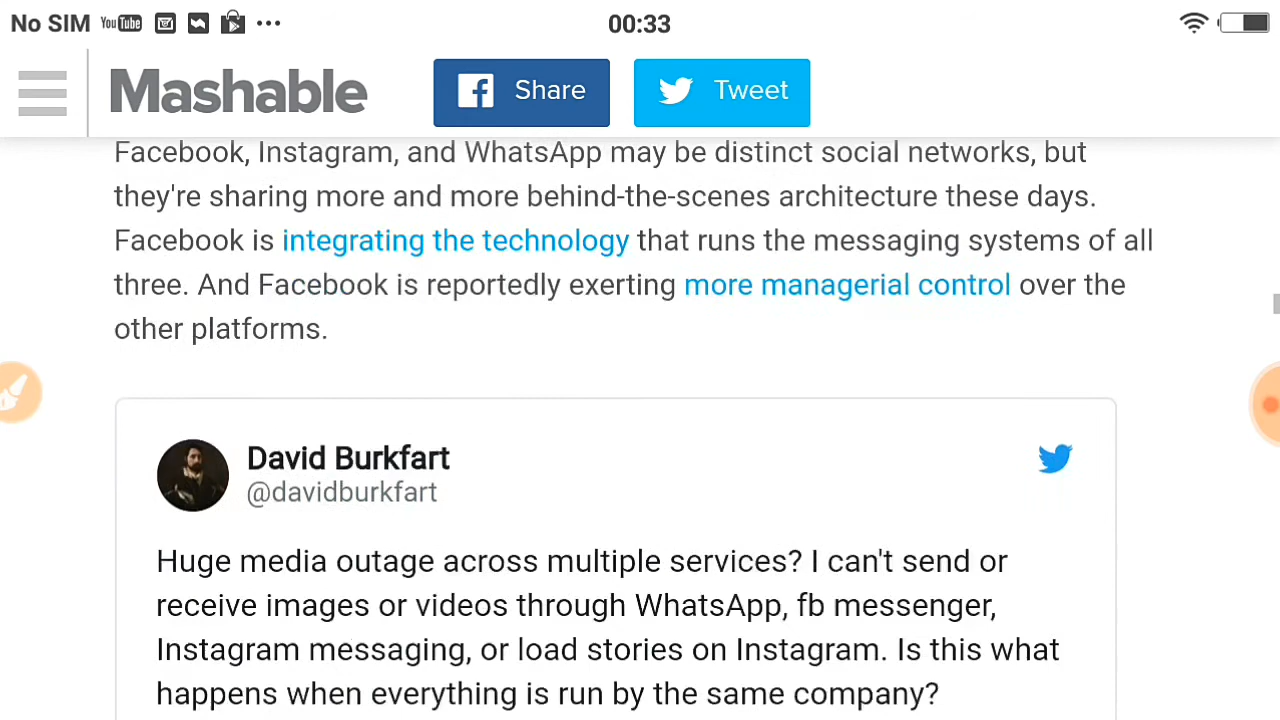 No SIM YouTube 00:33
Mashable Share Tweet
Facebook, Instagram, and WhatsApp may be distinct social networks, but
they're sharing more and more behind-the-scenes architecture these days.
Facebook is integrating the technology that runs the messaging systems of all
three. And Facebook is reportedly exerting more managerial control over the
other platforms.
David Burkfart
@davidburkfart
Huge media outage across multiple services? I can't send or
receive images or videos through WhatsApp, fb messenger,
Instagram messaging, or load stories on Instagram. Is this what
happens when everything is run by the same company?